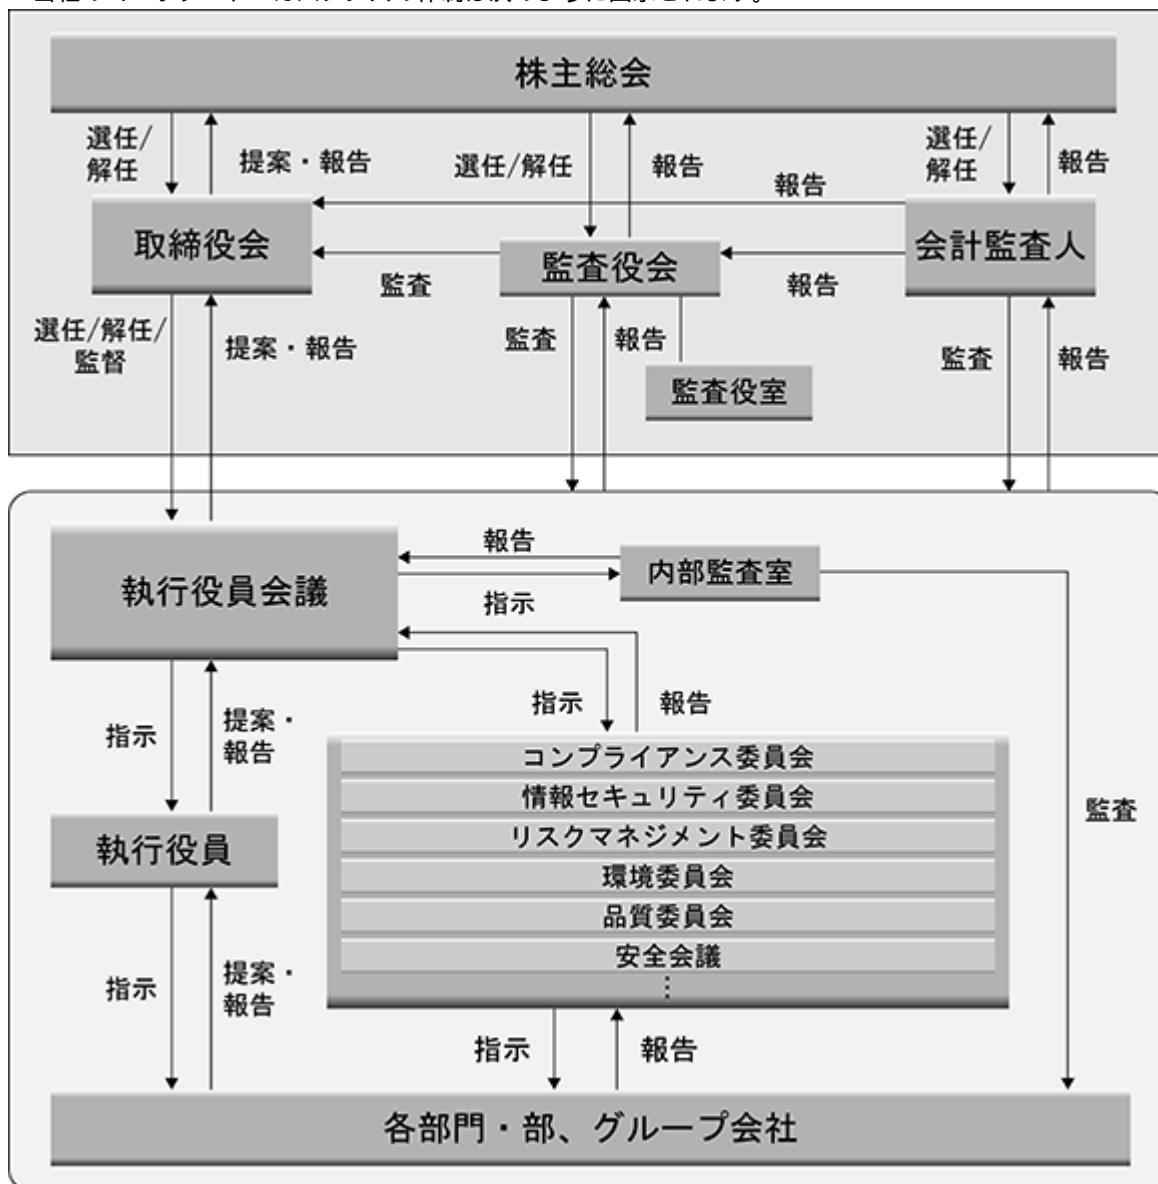 株主総会
選任/
解任
提案・報告
選任/解任
報告
選任/
解任
報告
報告
取締役会
監査役会
会計監査人
監査
報告
選任/解任/
監督
提案・報告
監査
報告
監査役室
監査
報告
執行役員会議
報告
指示
内部監査室
指示
報告
指示
提案・
報告
コンプライアンス委員会
情報セキュリティ委員会
リスクマネジメント委員会
環境委員会
品質委員会
安全会議
⋮
監査
執行役員
指示
提案・
報告
指示
報告
各部門・部、グループ会社